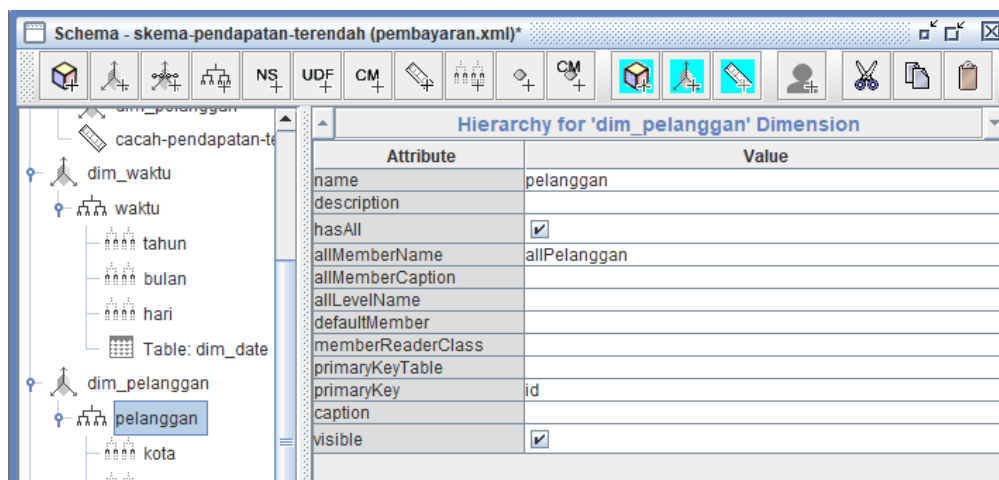 Schema - skema-pendapatan-terendah (pembayaran.xml)*
NS UDF CM CM
dim_pelanggan
cacah-pendapatan-te
dim_waktu
waktu
tahun
bulan
hari
Table: dim_date
dim_pelanggan
pelanggan
kota
Hierarchy for 'dim_pelanggan' Dimension
Attribute Value
name pelanggan
description
hasAll
allMemberName allPelanggan
allMemberCaption
allLevelName
defaultMember
memberReaderClass
primaryKeyTable
primaryKey id
caption
visible